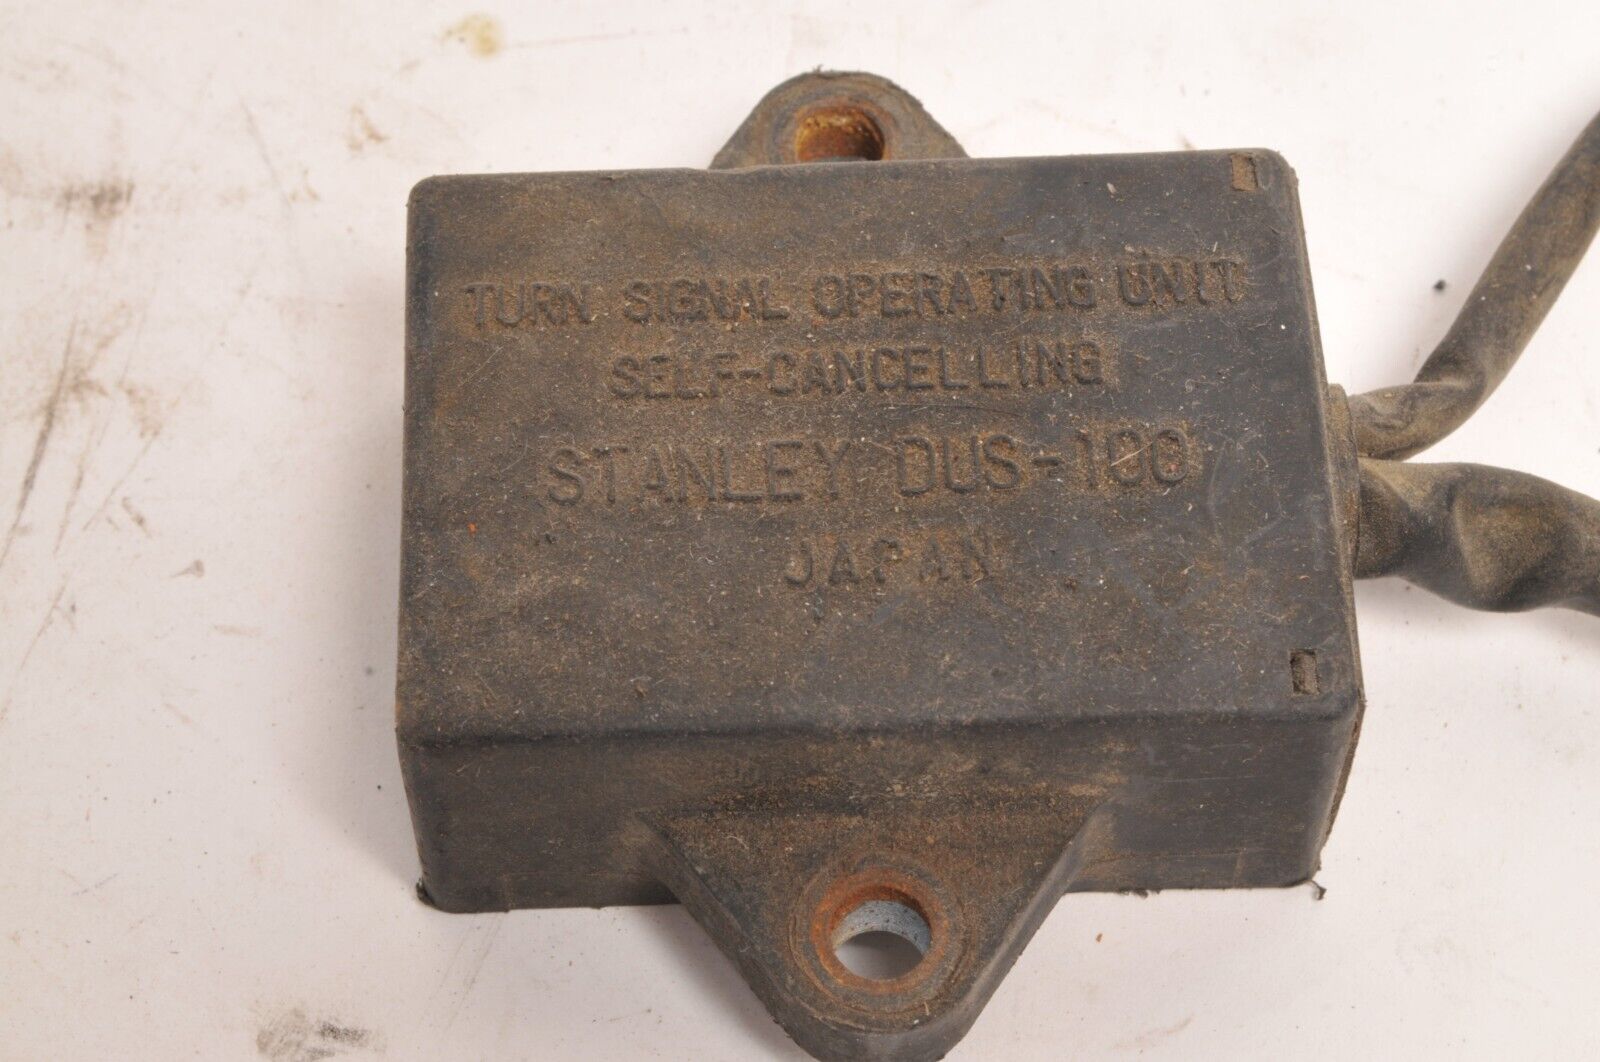 TURN SIGNAL OPERATING UNIT
SELF-CANCELLING
STANLEY DUS-100
JAPAN